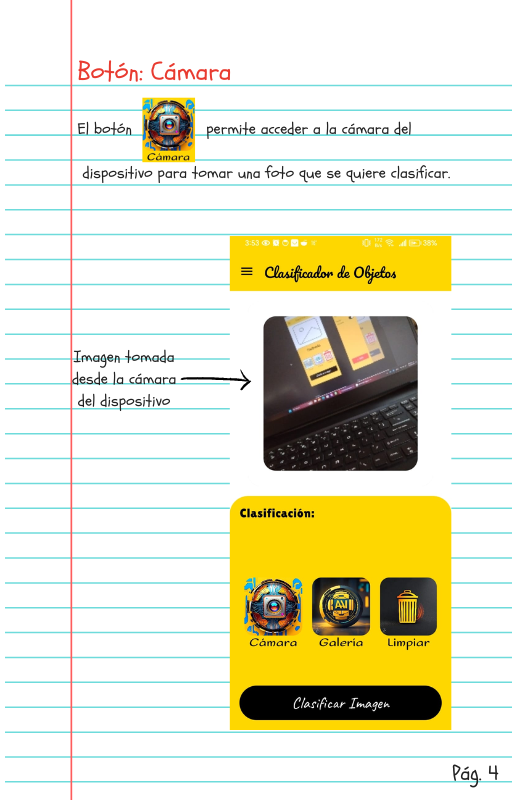 Botón: Cámara
El botón permite acceder a la cámara del
Cámara
dispositivo para tomar una foto que se quiere clasificar.
3:53 38%
Clasificador de Objetos
Imagen tomada
desde la cámara
del dispositivo
Clasificación:
Cámara Galería Limpiar
Clasificar Imagen
Pág. 4